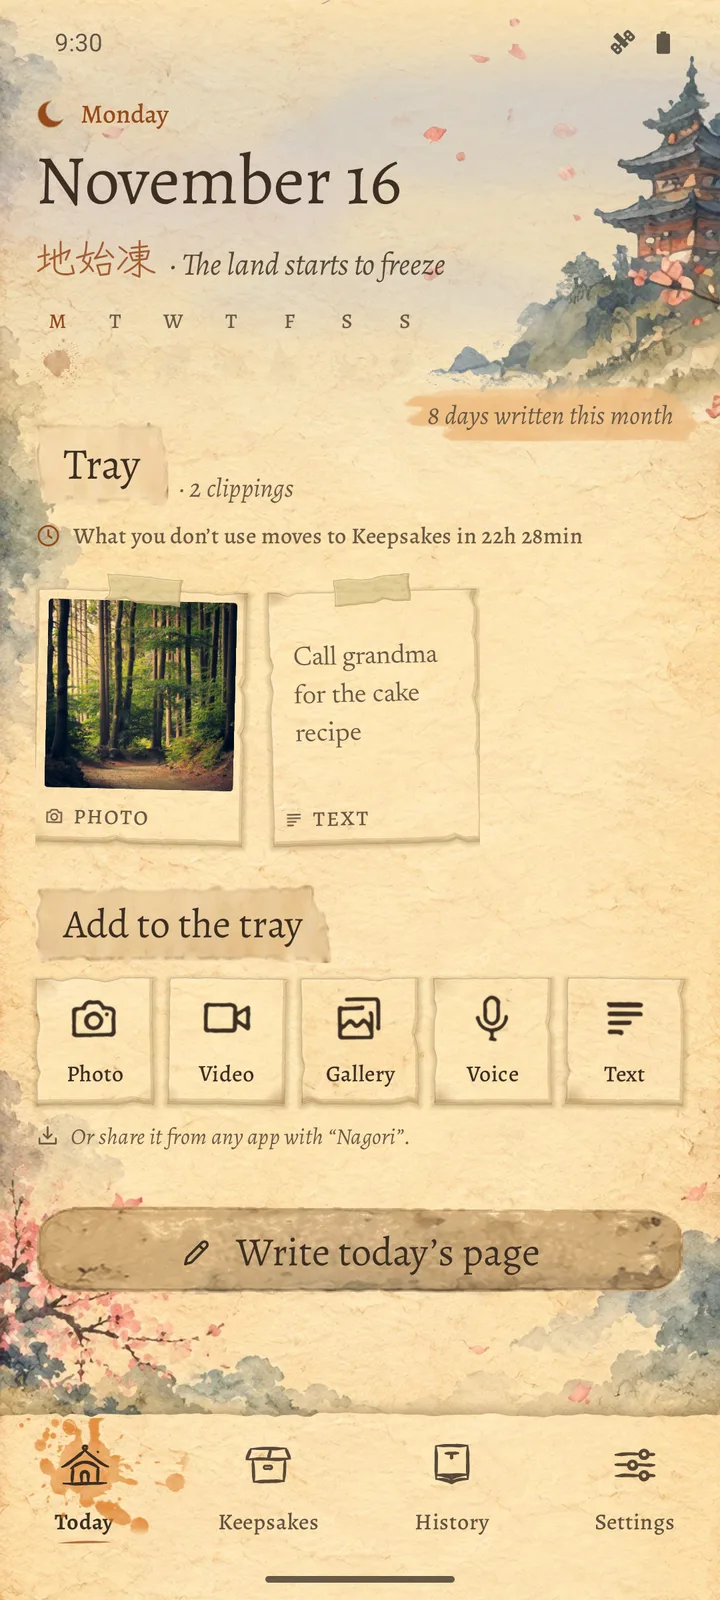 9:30
Monday
November 16
地始凍 · The land starts to freeze
M T W T F S S
8 days written this month
Tray · 2 clippings
What you don’t use moves to Keepsakes in 22h 28min
Call grandma
for the cake
recipe
PHOTO
TEXT
Add to the tray
Photo Video Gallery Voice Text
Or share it from any app with “Nagori”.
Write today’s page
Today Keepsakes History Settings